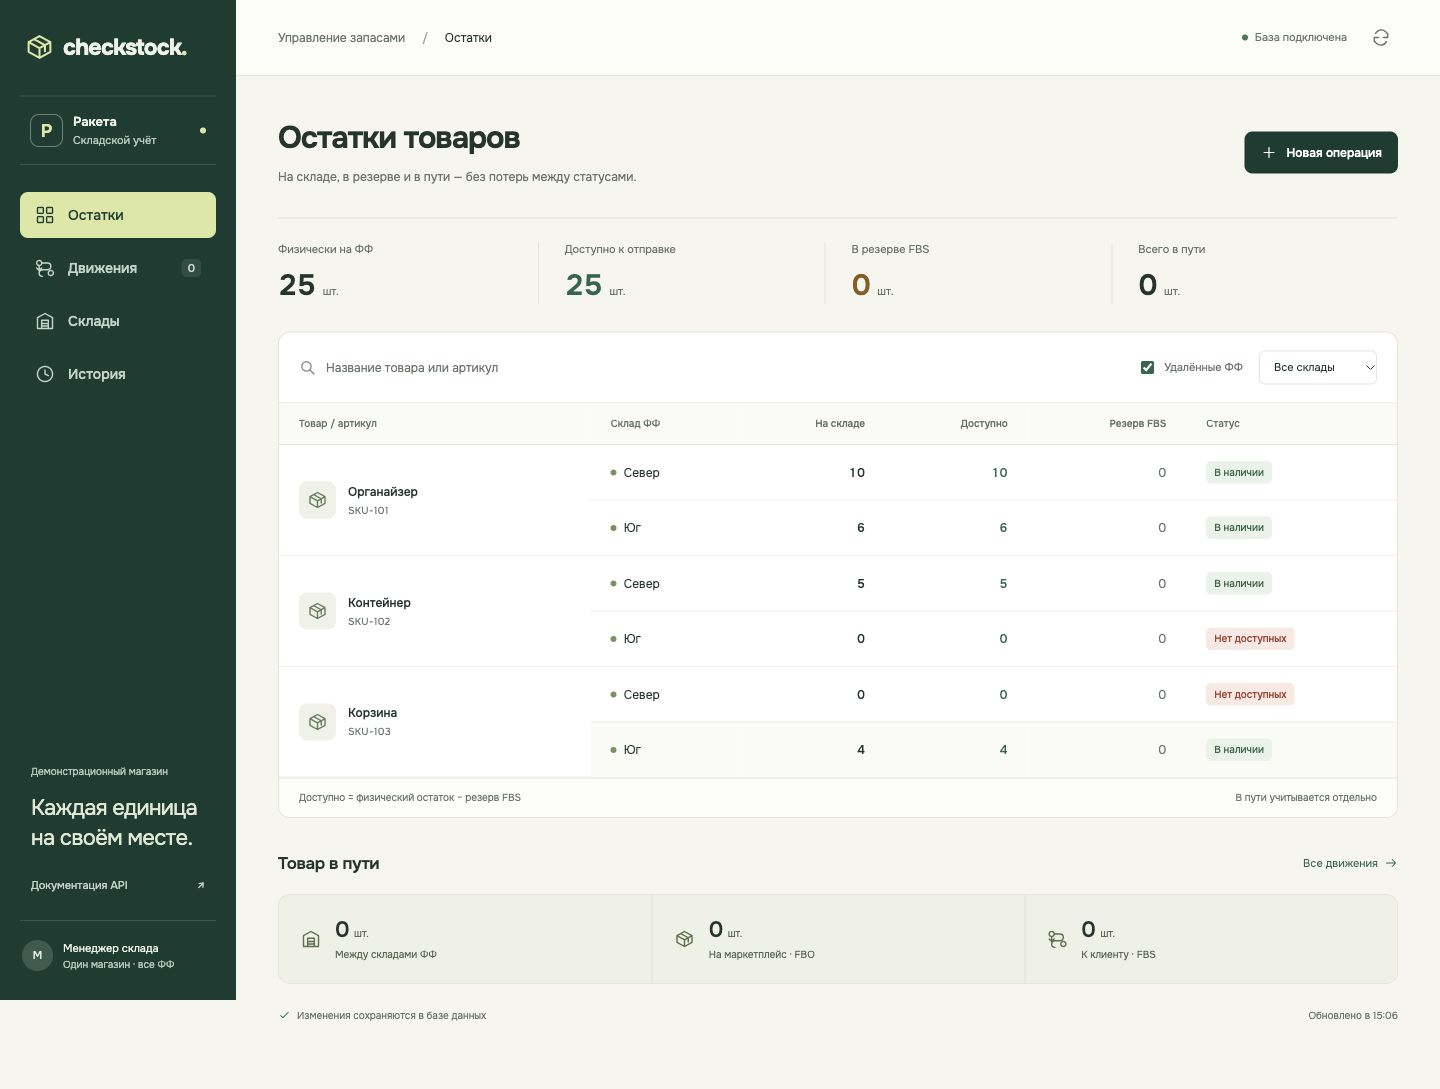 checkstock.
Управление запасами / Остатки
База подключена
Р
Ракета
Складской учёт
Остатки
Движения 0
Склады
История
Демонстрационный магазин
Каждая единица
на своём месте.
Документация API
М
Менеджер склада
Один магазин · все ФФ
Остатки товаров
На складе, в резерве и в пути — без потерь между статусами.
Новая операция
Физически на ФФ
25 шт.
Доступно к отправке
25 шт.
В резерве FBS
0 шт.
Всего в пути
0 шт.
Название товара или артикул
Удалённые ФФ
Все склады
Товар / артикул Склад ФФ На складе Доступно Резерв FBS Статус
Органайзер
SKU-101
Север 10 10 0 В наличии
Юг 6 6 0 В наличии
Контейнер
SKU-102
Север 5 5 0 В наличии
Юг 0 0 0 Нет доступных
Корзина
SKU-103
Север 0 0 0 Нет доступных
Юг 4 4 0 В наличии
Доступно = физический остаток − резерв FBS
В пути учитывается отдельно
Товар в пути
Все движения
0 шт.
Между складами ФФ
0 шт.
На маркетплейс · FBO
0 шт.
К клиенту · FBS
Изменения сохраняются в базе данных
Обновлено в 15:06